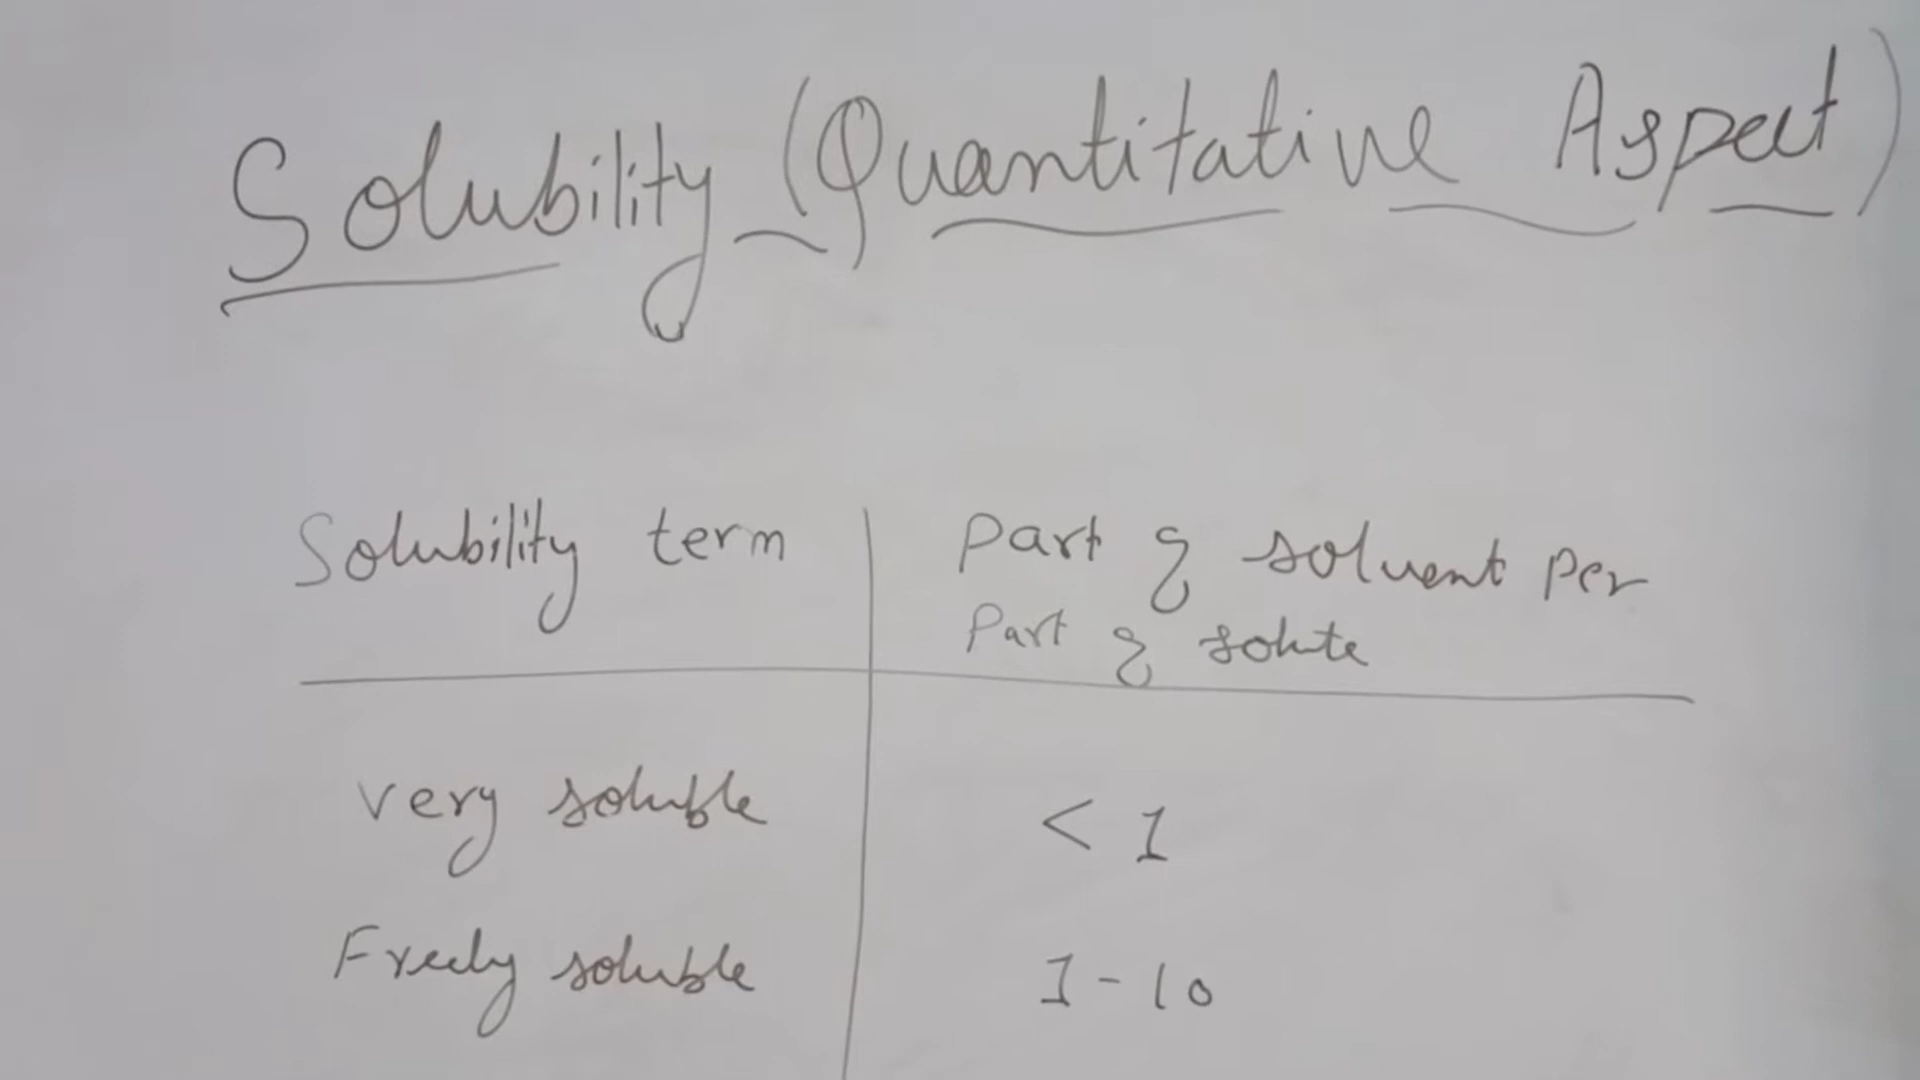 Solubility (Quantitative Aspect)
Solubility term
Part of solvent per
Part of solute
very soluble
< 1
Freely soluble
1-10